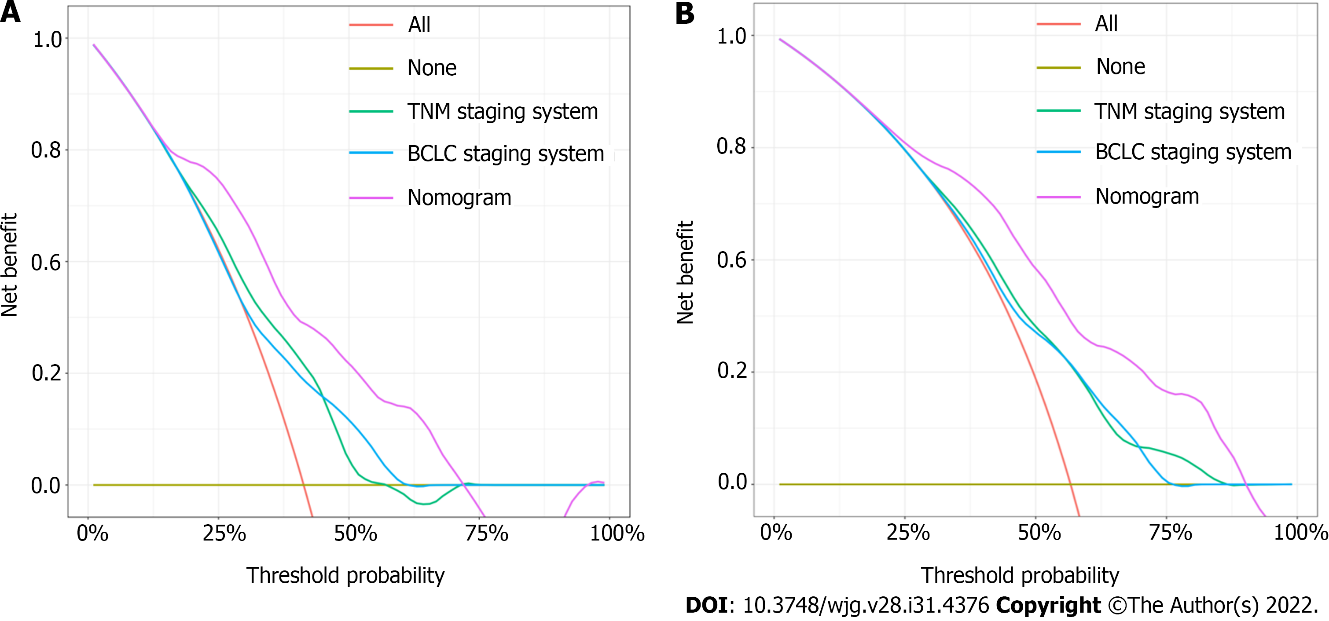 A
All
None
TNM staging system
BCLC staging system
Nomogram
Net benefit
1.0
0.8
0.6
0.4
0.2
0.0
0%
25%
50%
75%
100%
Threshold probability
B
All
None
TNM staging system
BCLC staging system
Nomogram
Net benefit
1.0
0.8
0.6
0.4
0.2
0.0
0%
25%
50%
75%
100%
Threshold probability
DOI: 10.3748/wjg.v28.i31.4376 Copyright ©The Author(s) 2022.